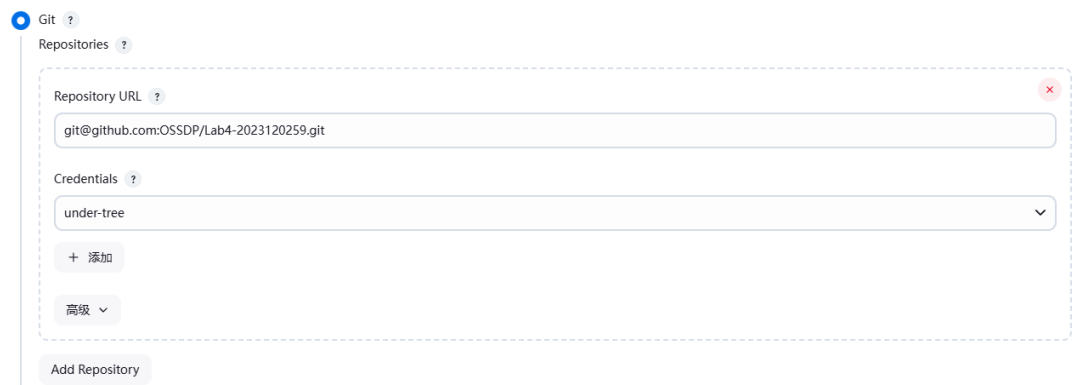 Git ?
Repositories ?
Repository URL ?
git@github.com:OSSDP/Lab4-2023120259.git
Credentials ?
under-tree
添加
高级
Add Repository